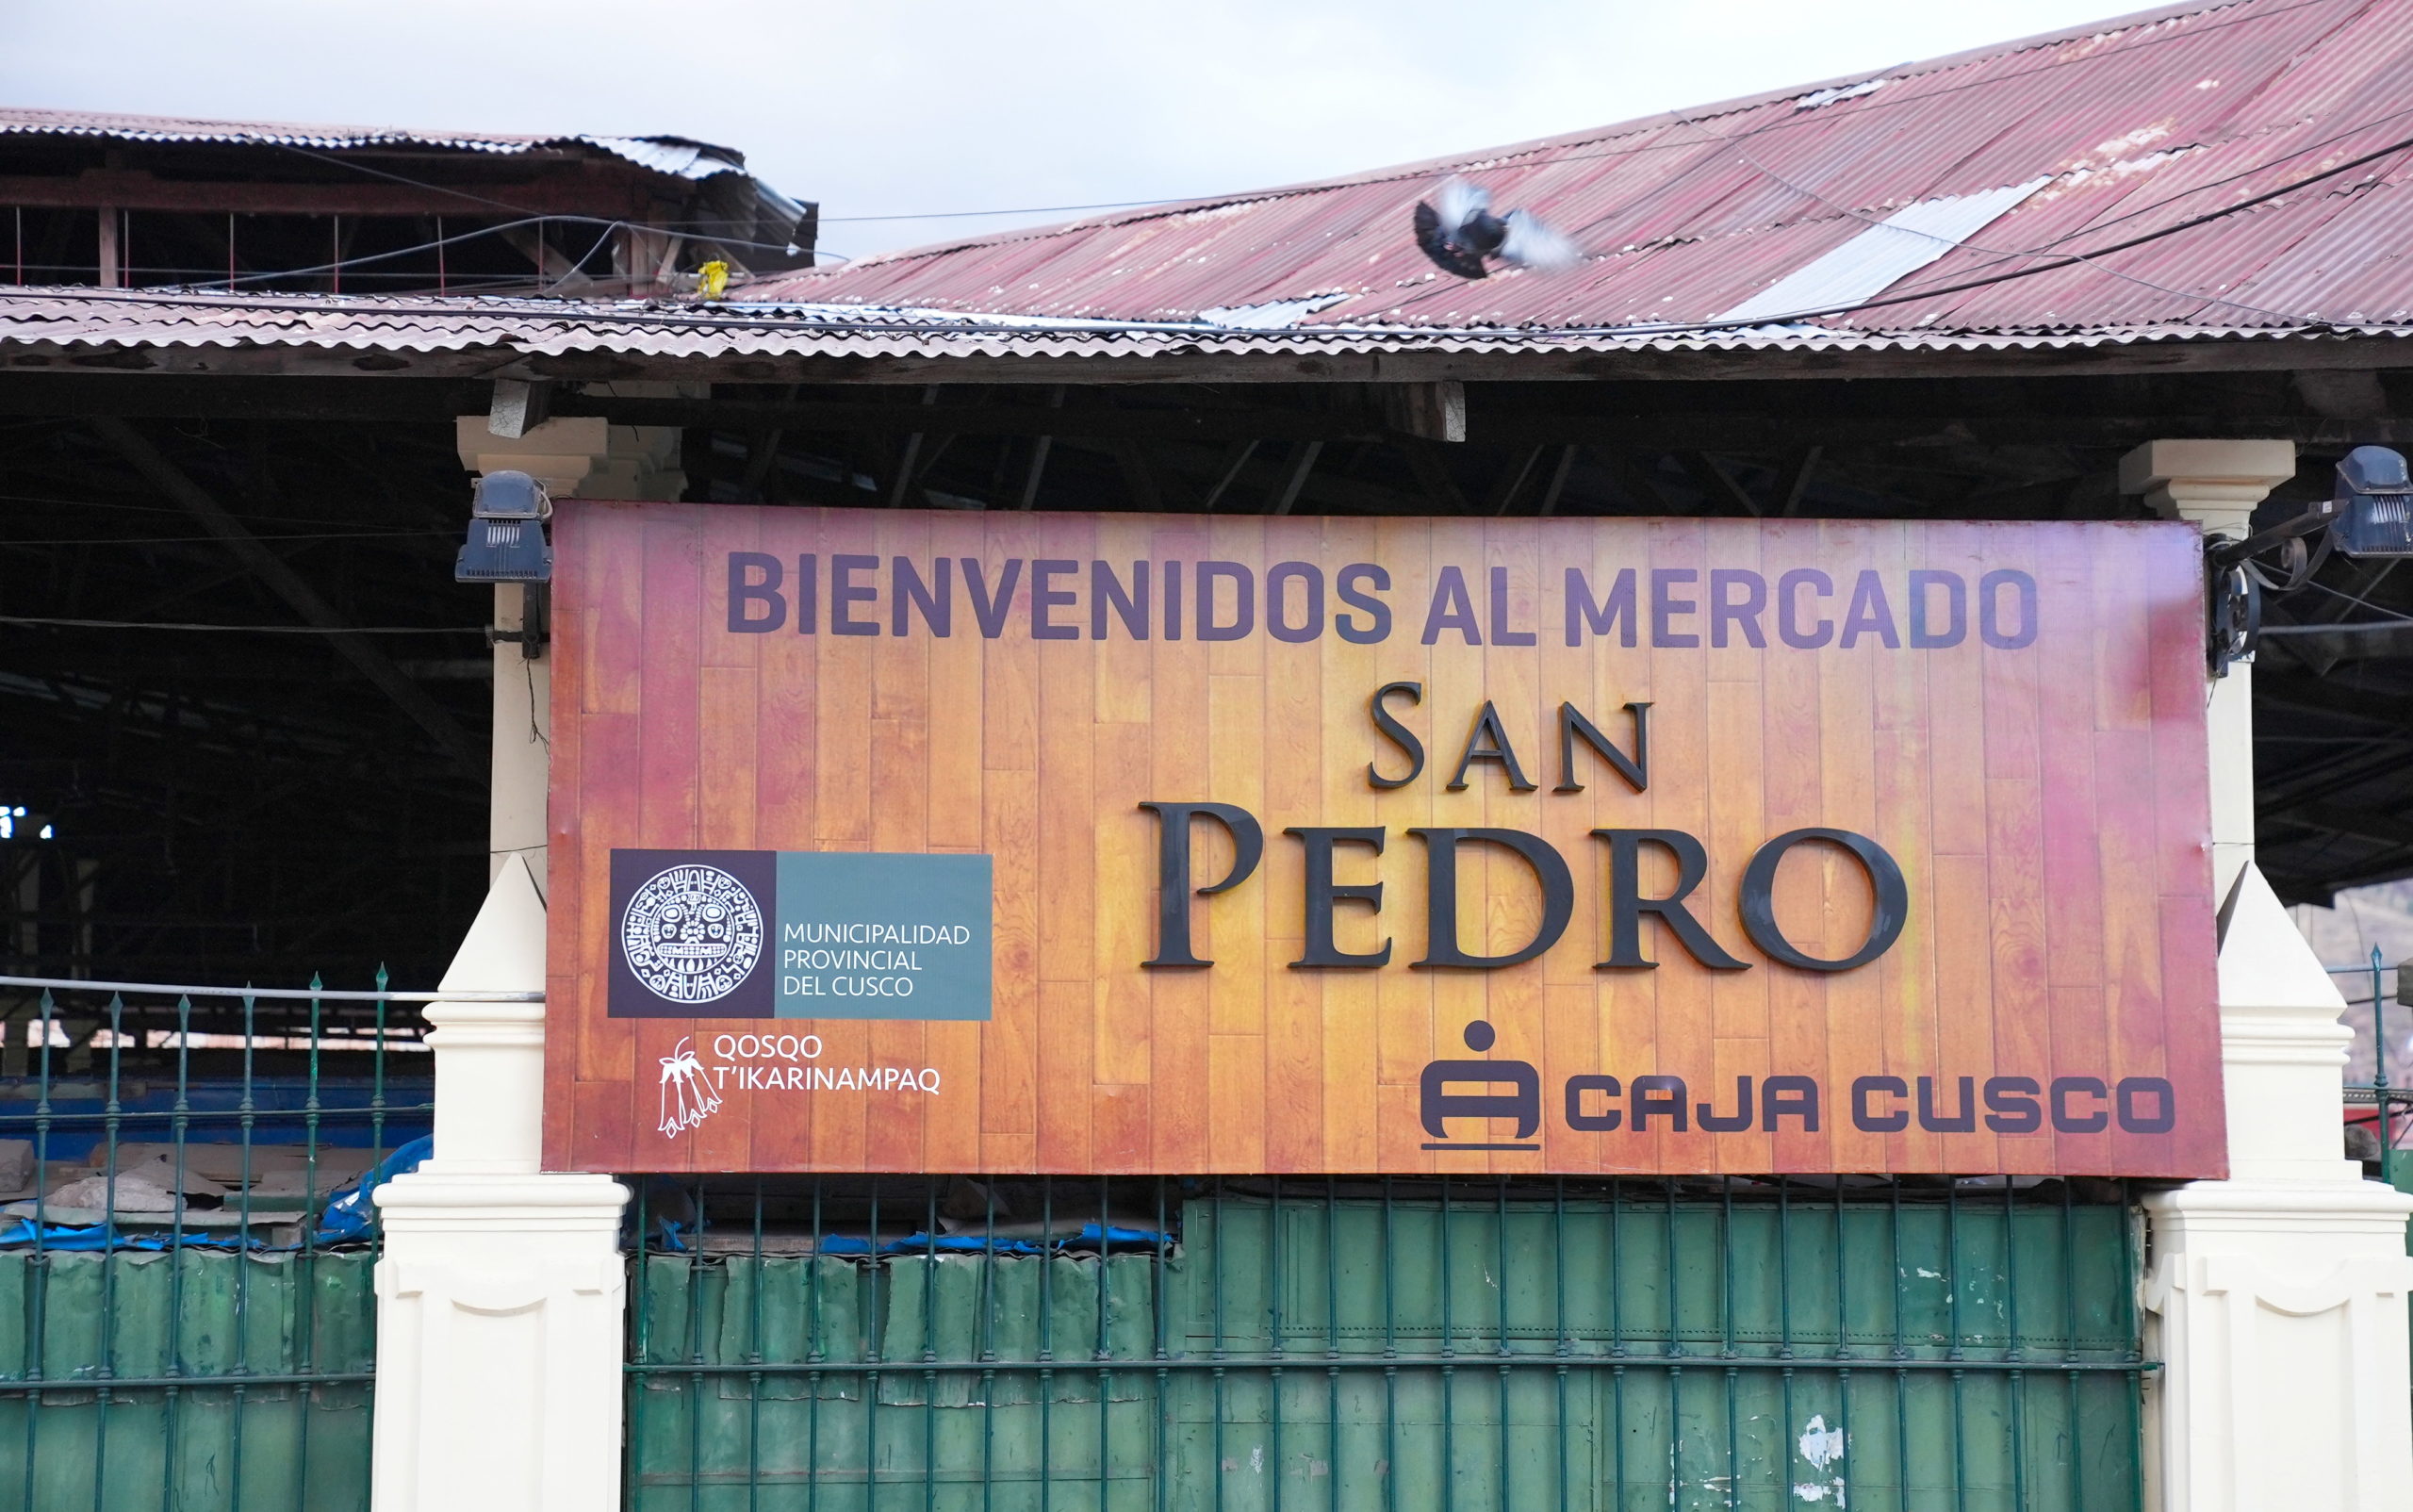 BIENVENIDOS AL MERCADO
SAN
PEDRO
MUNICIPALIDAD
PROVINCIAL
DEL CUSCO
QOSQO
T'IKARINAMPAQ
CAJA CUSCO